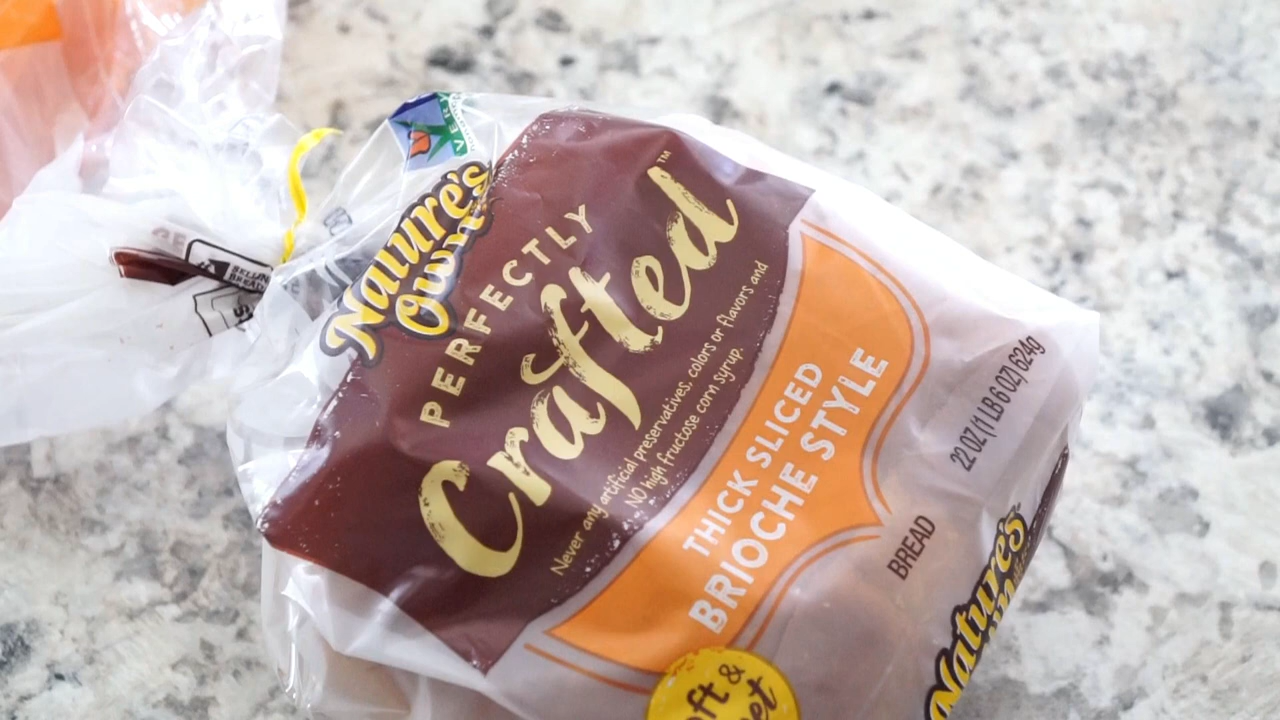 Nature's
Own
PERFECTLY
Crafted™
Never any artificial preservatives, colors or flavors and
NO high fructose corn syrup.
THICK SLICED
BRIOCHE STYLE
22 OZ (1 LB 6 OZ) 624g
BREAD
Nature's